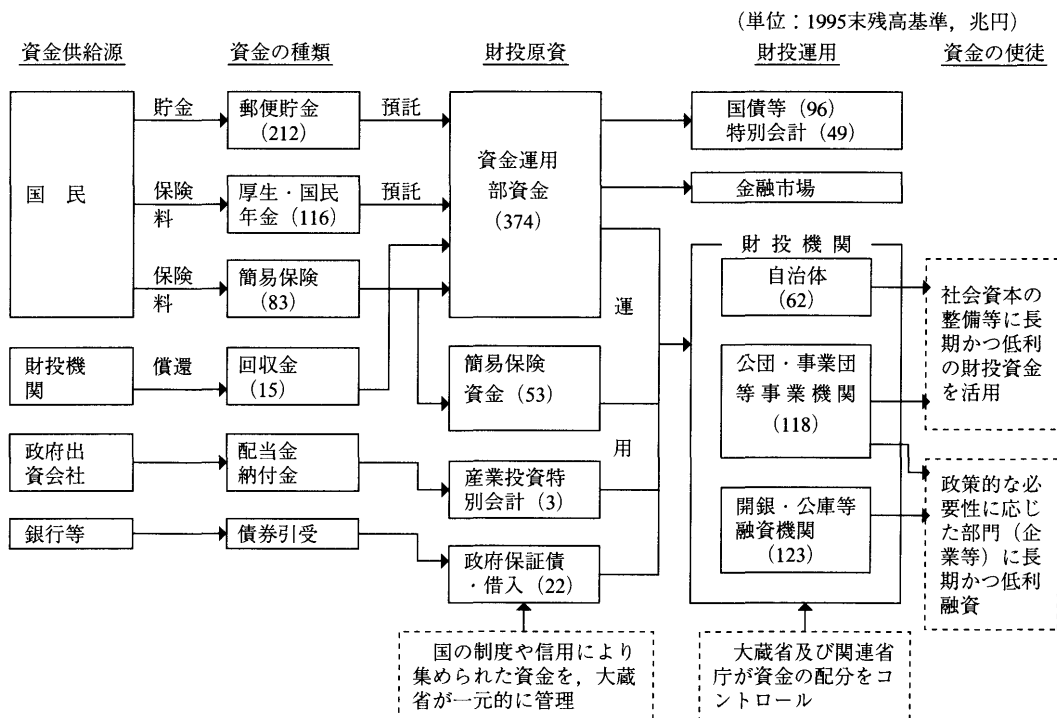 （単位：1995末残高基準，兆円）
資金供給源
資金の種類
財投原資
財投運用
資金の使徒
国　民
貯金
郵便貯金
（212）
預託
保険
料
厚生・国民
年金（116）
預託
保険
料
簡易保険
（83）
財投機
関
償還
回収金
（15）
政府出
資会社
配当金
納付金
銀行等
債券引受
資金運用
部資金
（374）
簡易保険
資金（53）
産業投資特
別会計（3）
政府保証債
・借入（22）
運
用
国債等（96）
特別会計（49）
金融市場
財投機関
自治体
（62）
公団・事業団
等事業機関
（118）
開銀・公庫等
融資機関
（123）
社会資本の
整備等に長
期かつ低利
の財投資金
を活用
政策的な必
要性に応じ
た部門（企
業等）に長
期かつ低利
融資
国の制度や信用により
集められた資金を，大蔵
省が一元的に管理
大蔵省及び関連省
庁が資金の配分をコ
ントロール